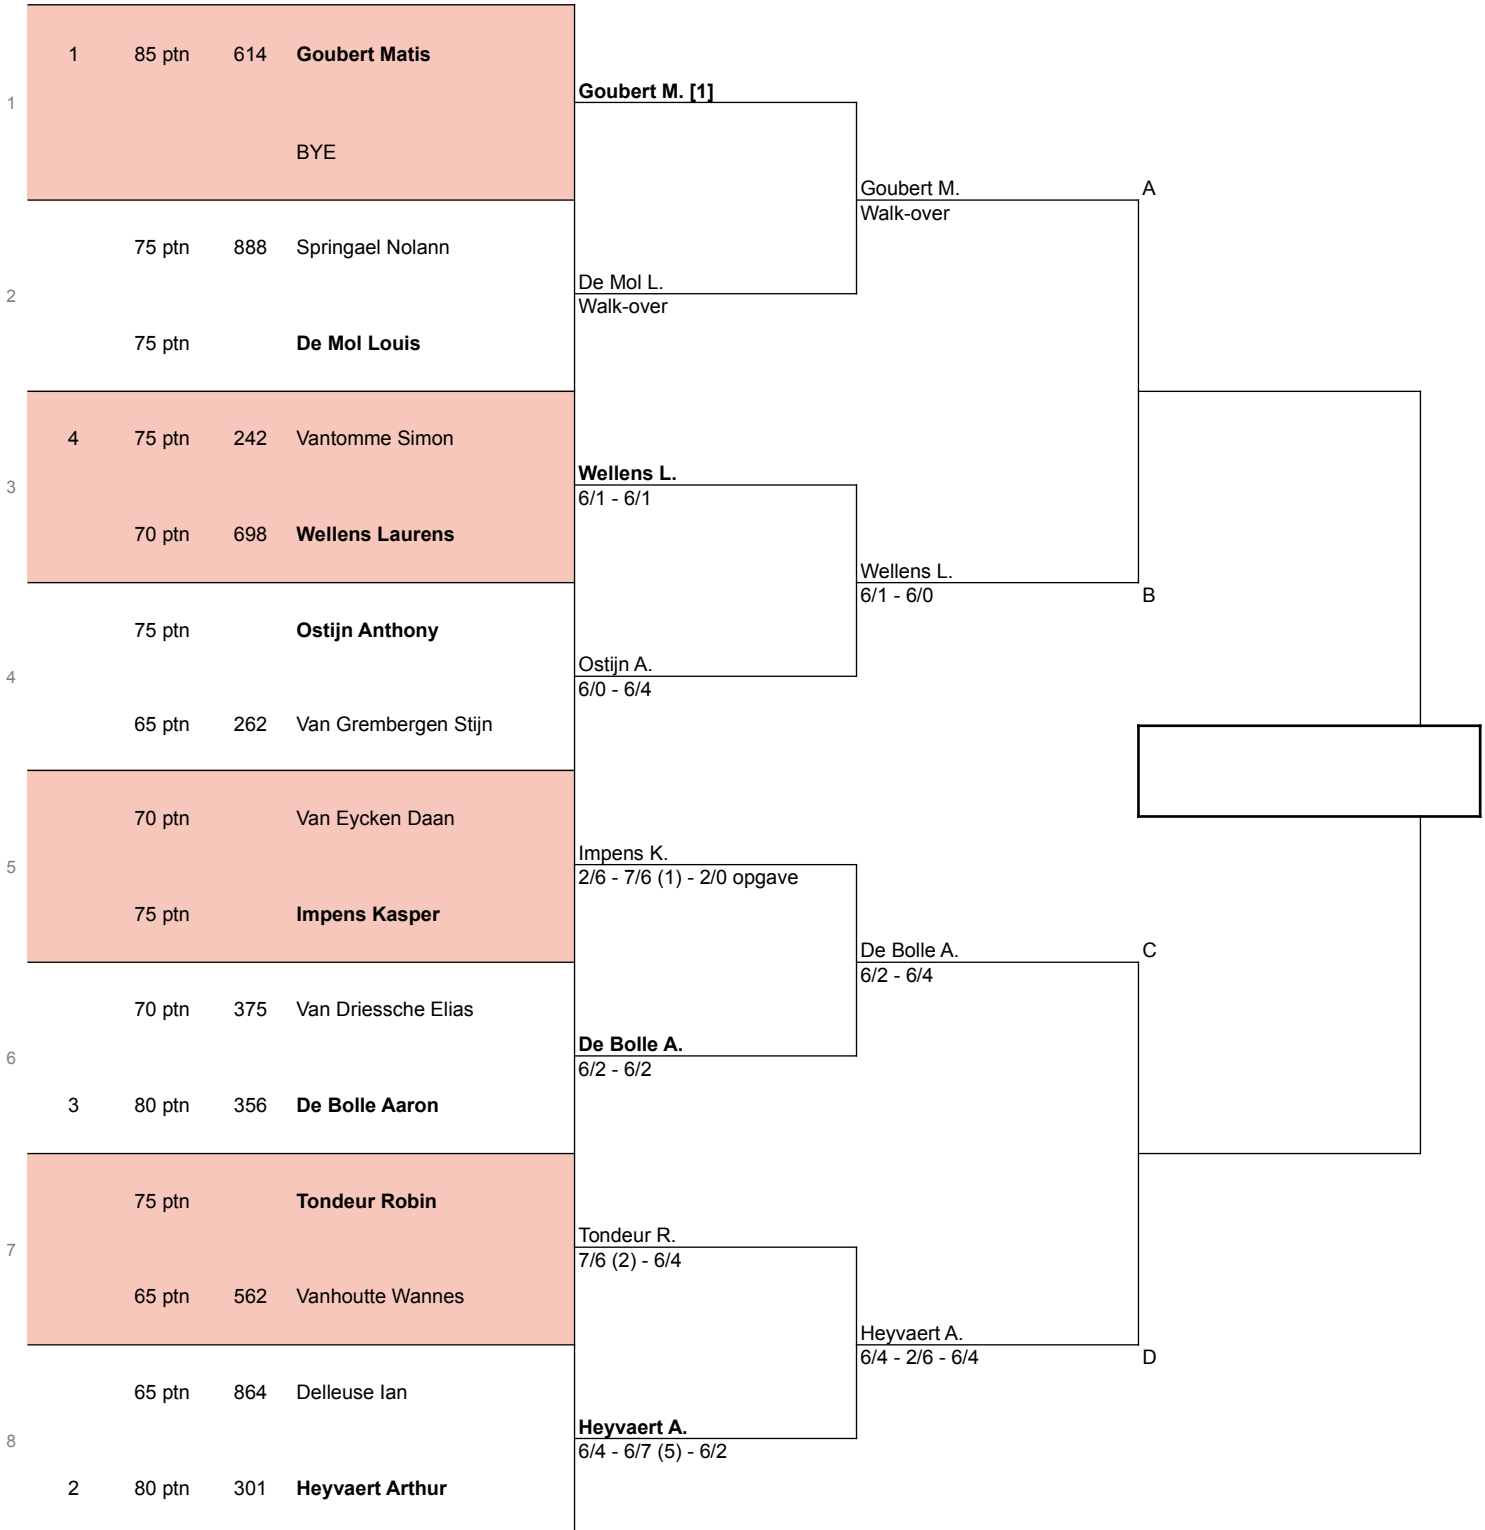 1 85 ptn 614 Goubert Matis
Goubert M. [1]
1
BYE
Goubert M. A
Walk-over
75 ptn 888 Springael Nolann
De Mol L.
2
Walk-over
75 ptn De Mol Louis
4 75 ptn 242 Vantomme Simon
Wellens L.
3
6/1 - 6/1
70 ptn 698 Wellens Laurens
Wellens L.
6/1 - 6/0 B
75 ptn Ostijn Anthony
Ostijn A.
4
6/0 - 6/4
65 ptn 262 Van Grembergen Stijn
70 ptn Van Eycken Daan
Impens K.
5
2/6 - 7/6 (1) - 2/0 opgave
75 ptn Impens Kasper
De Bolle A. C
6/2 - 6/4
70 ptn 375 Van Driessche Elias
De Bolle A.
6
6/2 - 6/2
3 80 ptn 356 De Bolle Aaron
75 ptn Tondeur Robin
Tondeur R.
7
7/6 (2) - 6/4
65 ptn 562 Vanhoutte Wannes
Heyvaert A.
6/4 - 2/6 - 6/4 D
65 ptn 864 Delleuse Ian
Heyvaert A.
8
6/4 - 6/7 (5) - 6/2
2 80 ptn 301 Heyvaert Arthur